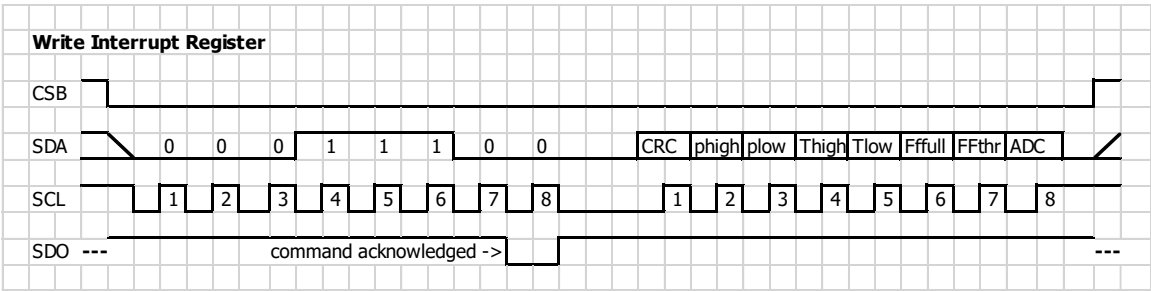 Write Interrupt Register
CSB
SDA 0 0 0 1 1 1 0 0 CRC phigh plow Thigh Tlow Fffull FFthr ADC
SCL 1 2 3 4 5 6 7 8 1 2 3 4 5 6 7 8
SDO --- command acknowledged -> ---